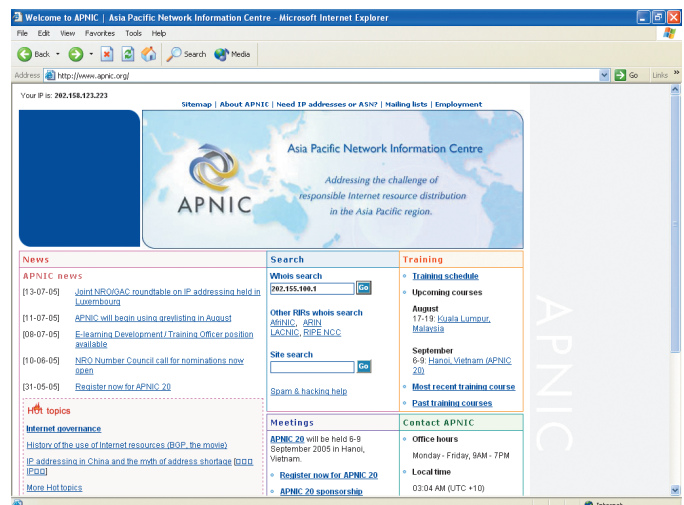 Welcome to APNIC | Asia Pacific Network Information Centre - Microsoft Internet Explorer
File Edit View Favorites Tools Help
Back Search Media
Address http://www.apnic.org/ Go Links »
Your IP is: 202.158.123.223
Sitemap | About APNIC | Need IP addresses or ASN? | Mailing lists | Employment
Asia Pacific Network Information Centre
Addressing the challenge of
responsible Internet resource distribution
in the Asia Pacific region.
APNIC
News
APNIC news
[13-07-05] Joint NRO/GAC roundtable on IP addressing held in
Luxembourg
[11-07-05] APNIC will begin using greylisting in August
[08-07-05] E-learning Development / Training Officer position
available
[10-06-05] NRO Number Council call for nominations now
open
[31-05-05] Register now for APNIC 20
Hot topics
Internet governance
History of the use of Internet resources (BGP, the movie)
IP addressing in China and the myth of address shortage [□□□
IP□□]
More Hot topics
Search
Whois search
202.155.100.1 Go
Other RIRs whois search
AfriNIC, ARIN
LACNIC, RIPE NCC
Site search
Go
Spam & hacking help
Meetings
APNIC 20 will be held 6-9
September 2005 in Hanoi,
Vietnam.
Register now for APNIC 20
APNIC 20 sponsorship
Training
Training schedule
Upcoming courses
August
17-19: Kuala Lumpur,
Malaysia
September
6-9: Hanoi, Vietnam (APNIC
20)
Most recent training course
Past training courses
Contact APNIC
Office hours
Monday - Friday, 9AM - 7PM
Local time
03:04 AM (UTC +10)
APNIC
Internet